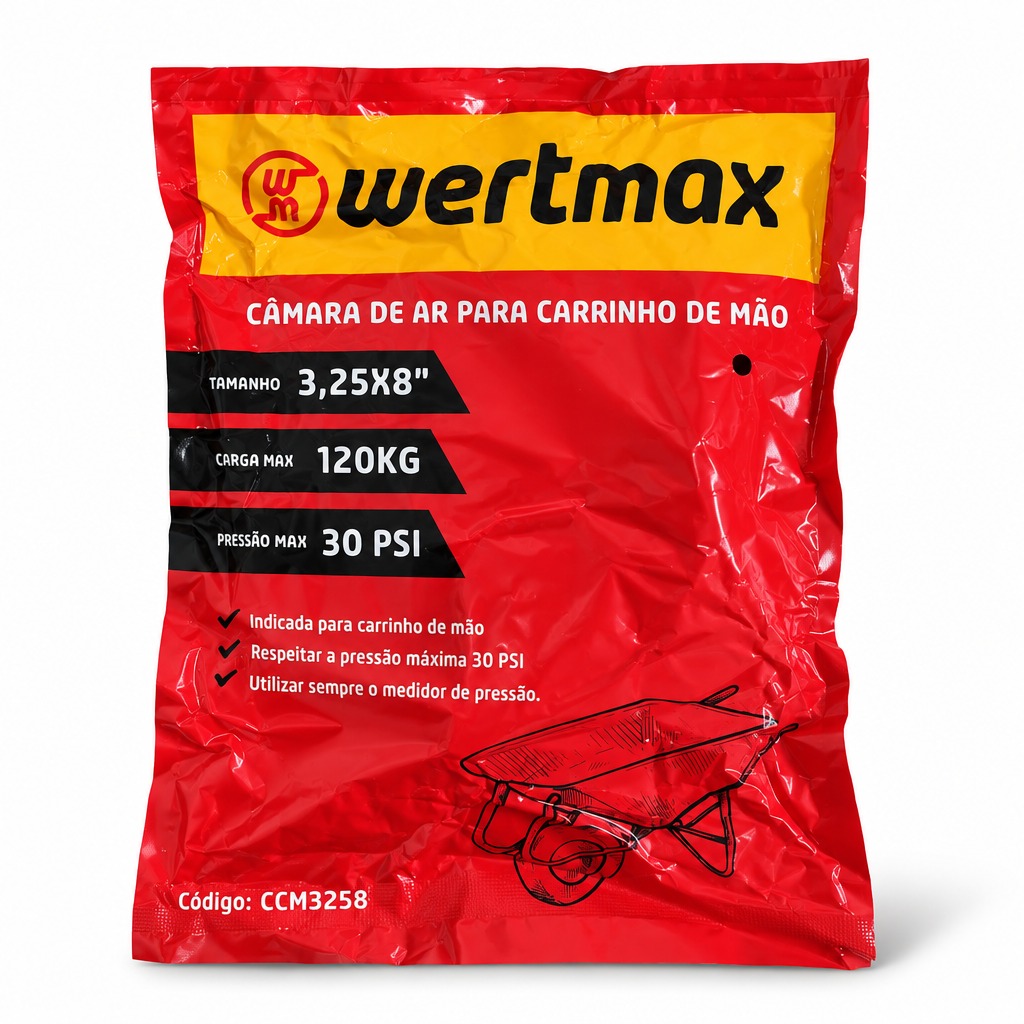 wm wertmax
CÂMARA DE AR PARA CARRINHO DE MÃO
TAMANHO 3,25X8"
CARGA MAX 120KG
PRESSÃO MAX 30 PSI
Indicada para carrinho de mão
Respeitar a pressão máxima 30 PSI
Utilizar sempre o medidor de pressão.
Código: CCM3258